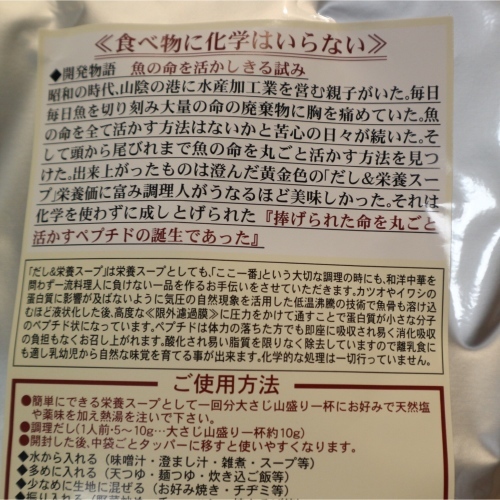 ≪食べ物に化学はいらない≫
◆開発物語 魚の命を活かしきる試み
昭和の時代、山陰の港に水産加工業を営む親子がいた。毎日
毎日魚を切り刻み大量の命の廃棄物に胸を痛めていた。魚
の命を全て活かす方法はないかと苦心の日々が続いた。そ
して頭から尾びれまで魚の命を丸ごと活かす方法を見つ
けた。出来上がったものは澄んだ黄金色の「だし&栄養スー
プ」栄養価に富み調理人がうなるほど美味しかった。それは
化学を使わずに成しとげられた『捧げられた命を丸ごと
活かすペプチドの誕生であった』
「だし&栄養スープ」は栄養スープとしても、「ここ一番」という大切な調理の時にも、和洋中華を
問わず一流料理人に負けない一品を作るお手伝いをさせていただきます。カツオやイワシの
蛋白質に影響が及ばないように気圧の自然現象を活用した低温沸騰の技術で魚骨も溶け込
むほど液状化した後、高度な≪限外濾過膜≫に圧力をかけて通すことで蛋白質が小さな分子
のペプチド状になっています。ペプチドは体力の落ちた方でも即座に吸収され易く消化吸収
の負担もなくお召し上がれます。酸化され易い脂質を限りなく除去していますので離乳食に
も適し乳幼児から自然な味覚を育てる事が出来ます。化学的な処理は一切行っていません。
ご使用方法
●簡単にできる栄養スープとして一回分大さじ山盛り一杯にお好みで天然塩
や薬味を加え熱湯を注いで下さい。
●調理だし(1人前・5~10g…大さじ山盛り一杯約10g)
●開封した後、中袋ごとタッパーに移すと使いやすくなります。
◆水から入れる(味噌汁・澄まし汁・雑煮・スープ等)
◆多めに入れる(天つゆ・麺つゆ・炊き込ご飯等)
◆少なめに生地に混ぜる(お好み焼き・チヂミ等)
◆振り入れる